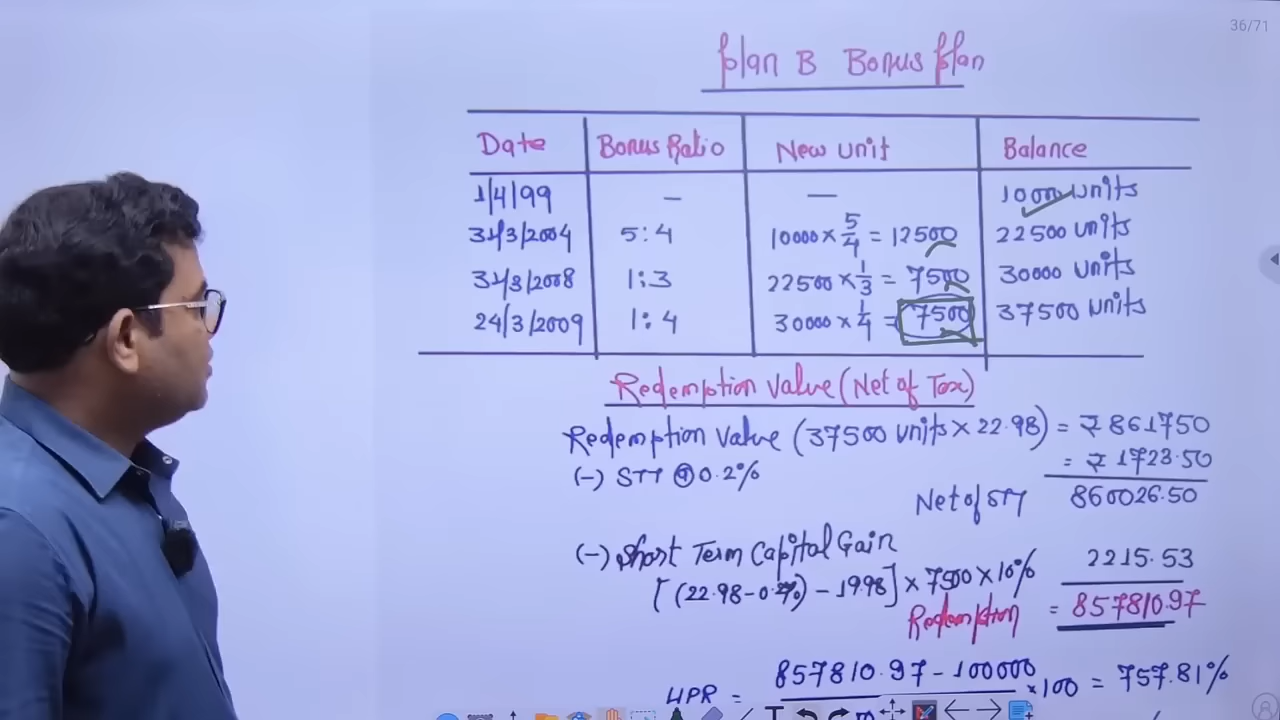 36/71
Plan B Bonus Plan
Date Bonus Ratio New unit Balance
1/4/99 — — 10000 units
31/3/2004 5:4 10000 × 5/4 = 12500 22500 units
31/3/2008 1:3 22500 × 1/3 = 7500 30000 units
24/3/2009 1:4 30000 × 1/4 = 7500 37500 units
Redemption Value (Net of Tax)
Redemption Value (37500 units × 22.98) = ₹ 861750
(-) STT @ 0.2% = ₹ 1723.50
Net of STT 860026.50
(-) Short Term Capital Gain
[(22.98 - 0.2%) - 19.98] × 7500 × 10% 2215.53
Redemption = 857810.97
HPR = 857810.97 - 100000 × 100 = 757.81%